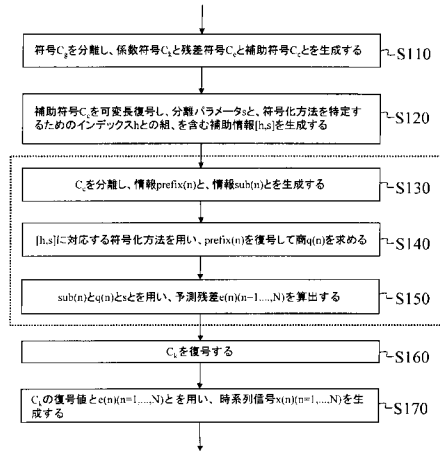 符号Cgを分離し、係数符号Ckと残差符号Ceと補助符号Ccとを生成する
S110
補助符号Ccを可変長復号し、分離パラメータsと、符号化方法を特定す
るためのインデックスhとの組、を含む補助情報[h,s]を生成する
S120
Ceを分離し、情報prefix(n)と、情報sub(n)とを生成する
S130
[h,s]に対応する符号化方法を用い、prefix(n)を復号して商q(n)を求める
S140
sub(n)とq(n)とsとを用い、予測残差e(n)(n=1...,N)を算出する
S150
Ckを復号する
S160
Ckの復号値とe(n)(n=1,...,N)とを用い、時系列信号x(n)(n=1,...,N)を生
成する
S170